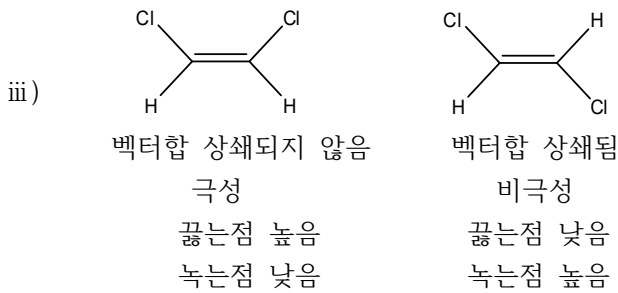 Cl Cl Cl H
iii)
H H H Cl
벡터합 상쇄되지 않음 벡터합 상쇄됨
극성 비극성
끓는점 높음 끓는점 낮음
녹는점 낮음 녹는점 높음